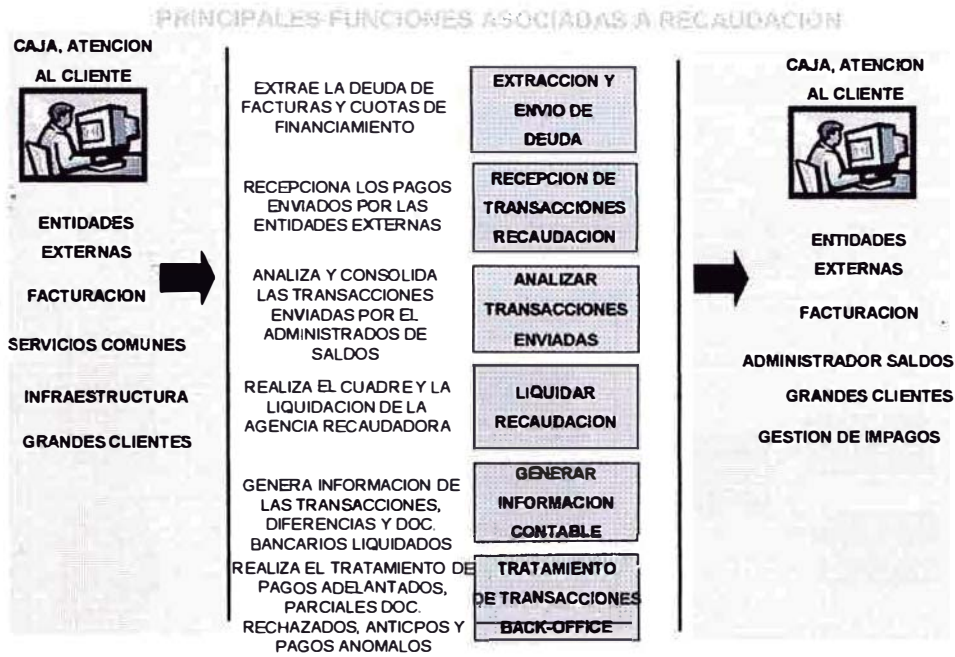 PRINCIPALES FUNCIONES ASOCIADAS A RECAUDACION
CAJA, ATENCION
AL CLIENTE
ENTIDADES
EXTERNAS
FACTURACION
SERVICIOS COMUNES
INFRAESTRUCTURA
GRANDES CLIENTES
EXTRAE LA DEUDA DE
FACTURAS Y CUOTAS DE
FINANCIAMIENTO
EXTRACCION Y
ENVIO DE
DEUDA
RECEPCIONA LOS PAGOS
ENVIADOS POR LAS
ENTIDADES EXTERNAS
RECEPCION DE
TRANSACCIONES
RECAUDACION
ANALIZA Y CONSOLIDA
LAS TRANSACCIONES
ENVIADAS POR EL
ADMINISTRADOS DE
SALDOS
ANALIZAR
TRANSACCIONES
ENVIADAS
REALIZA EL CUADRE Y LA
LIQUIDACION DE LA
AGENCIA RECAUDADORA
LIQUIDAR
RECAUDACION
GENERA INFORMACION DE
LAS TRANSACCIONES,
DIFERENCIAS Y DOC.
BANCARIOS LIQUIDADOS
GENERAR
INFORMACION
CONTABLE
REALIZA EL TRATAMIENTO DE
PAGOS ADELANTADOS,
PARCIALES DOC.
RECHAZADOS, ANTICPOS Y
PAGOS ANOMALOS
TRATAMIENTO
DE TRANSACCIONES
BACK-OFFICE
CAJA, ATENCION
AL CLIENTE
ENTIDADES
EXTERNAS
FACTURACION
ADMINISTRADOR SALDOS
GRANDES CLIENTES
GESTION DE IMPAGOS